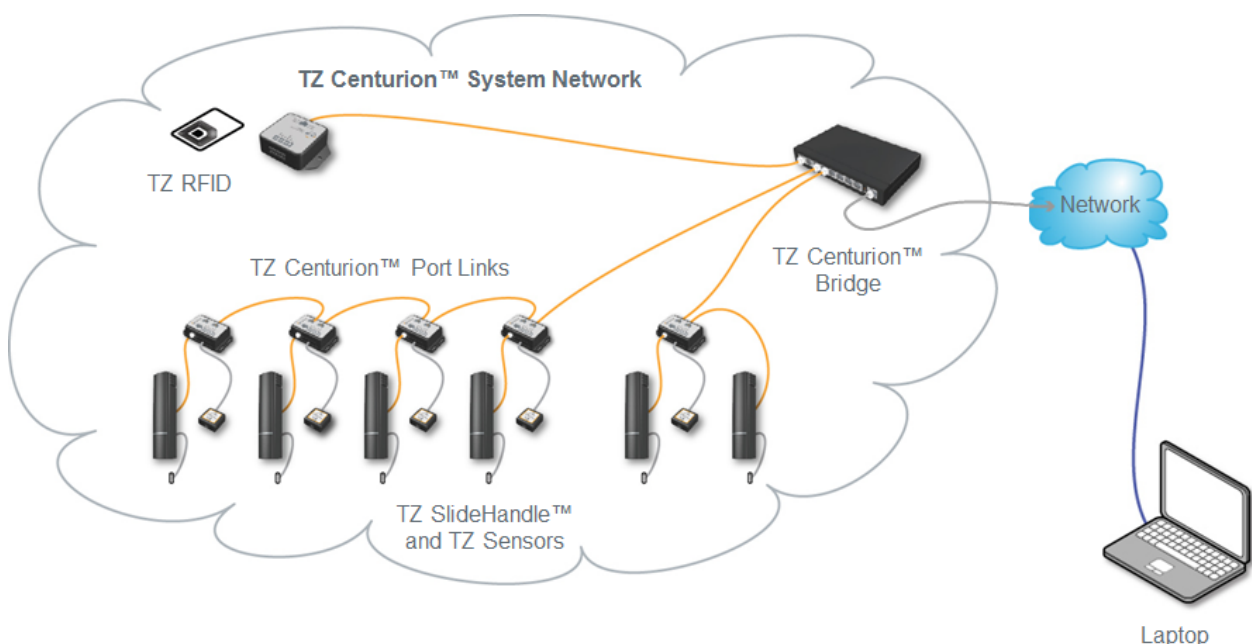 TZ Centurion™ System Network
TZ RFID
Network
TZ Centurion™
Bridge
TZ Centurion™ Port Links
TZ SlideHandle™
and TZ Sensors
Laptop